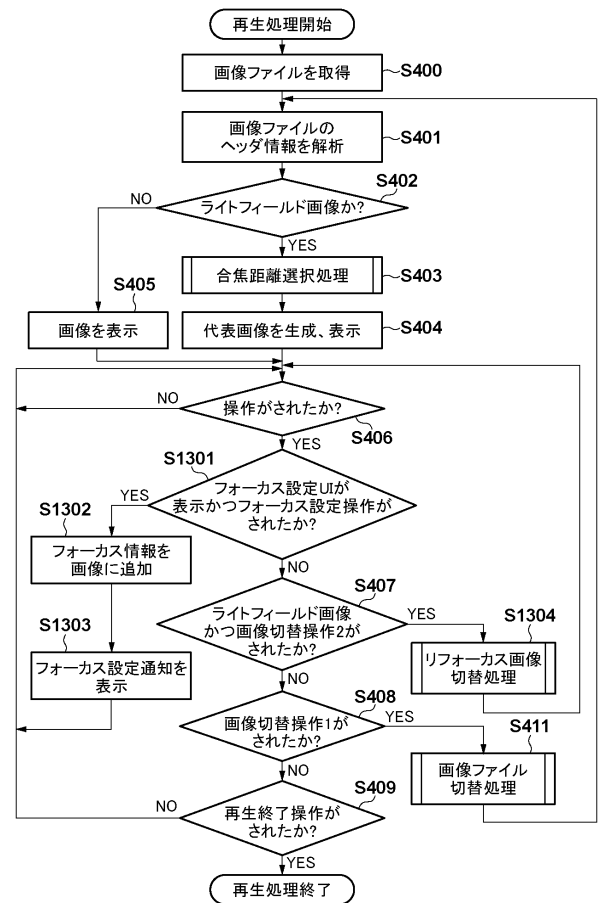 再生処理開始
画像ファイルを取得
S400
画像ファイルの
ヘッダ情報を解析
S401
S402
ライトフィールド画像か?
NO
YES
合焦距離選択処理
S403
S405
画像を表示
代表画像を生成、表示
S404
NO
操作がされたか?
S406
YES
S1301
フォーカス設定UIが
表示かつフォーカス設定操作が
されたか?
YES
S1302
フォーカス情報を
画像に追加
NO
S407
ライトフィールド画像
かつ画像切替操作2が
されたか?
YES
S1304
リフォーカス画像
切替処理
S1303
フォーカス設定通知を
表示
NO
S408
画像切替操作1が
されたか?
YES
S411
画像ファイル
切替処理
NO
S409
再生終了操作が
されたか?
NO
YES
再生処理終了